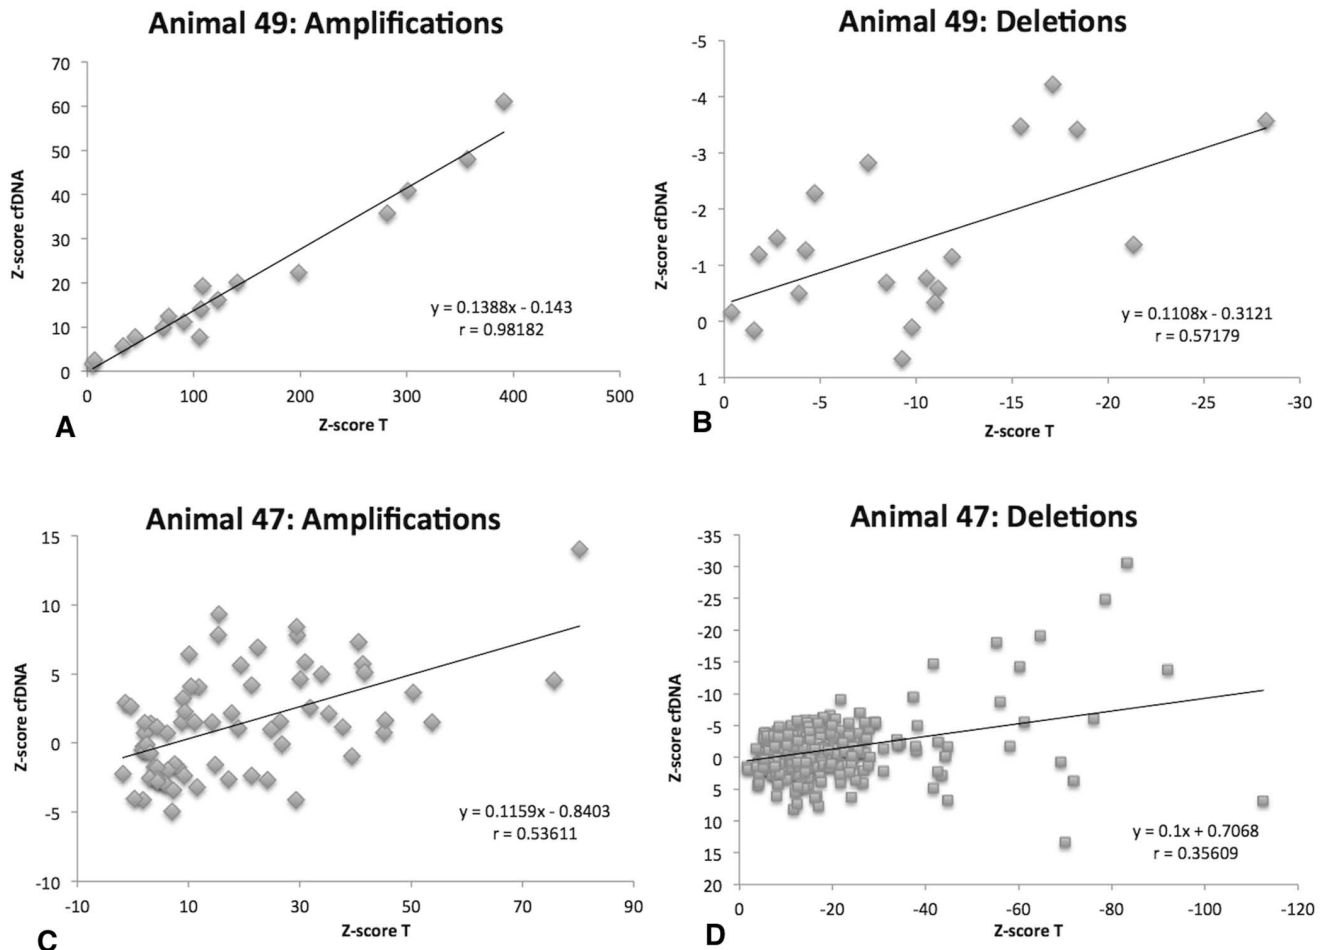 Animal 49: Amplifications
70
60
50
40
30
20
10
0
0 100 200 300 400 500
Z-score cfDNA
Z-score T
y = 0.1388x - 0.143
r = 0.98182
A
Animal 49: Deletions
-5
-4
-3
-2
-1
0
1
0 -5 -10 -15 -20 -25 -30
Z-score cfDNA
Z-score T
y = 0.1108x - 0.3121
r = 0.57179
B
Animal 47: Amplifications
15
10
5
0
-5
-10
-10 10 30 50 70 90
Z-score cfDNA
Z-score T
y = 0.1159x - 0.8403
r = 0.53611
C
Animal 47: Deletions
-35
-30
-25
-20
-15
-10
-5
0
5
10
15
20
0 -20 -40 -60 -80 -100 -120
Z-score cfDNA
Z-score T
y = 0.1x + 0.7068
r = 0.35609
D